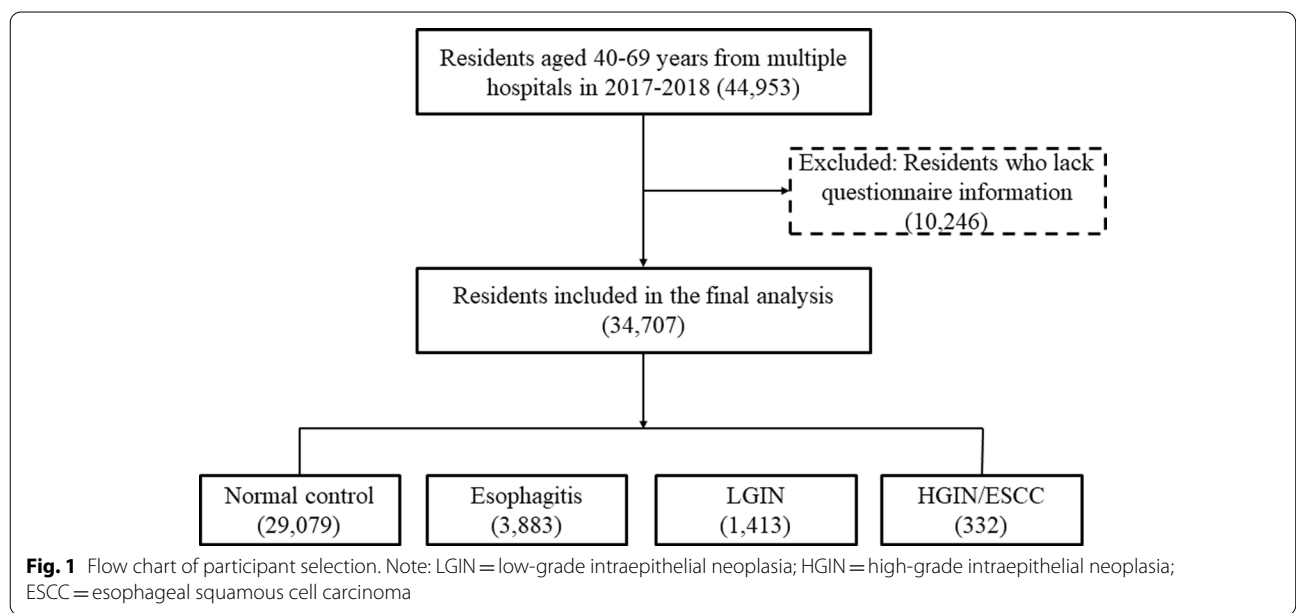 Residents aged 40-69 years from multiple
hospitals in 2017-2018 (44,953)
Excluded: Residents who lack
questionnaire information
(10,246)
Residents included in the final analysis
(34,707)
Normal control
(29,079)
Esophagitis
(3,883)
LGIN
(1,413)
HGIN/ESCC
(332)
Fig. 1 Flow chart of participant selection. Note: LGIN = low-grade intraepithelial neoplasia; HGIN = high-grade intraepithelial neoplasia;
ESCC = esophageal squamous cell carcinoma